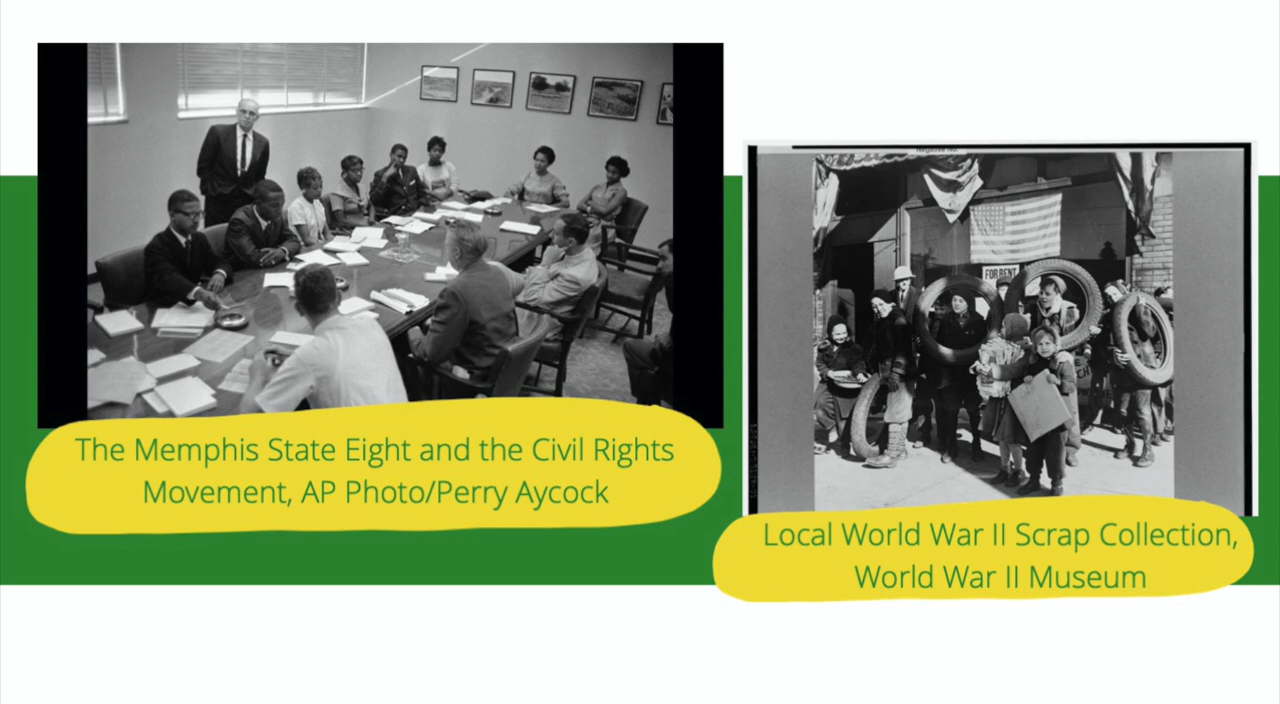 The Memphis State Eight and the Civil Rights
Movement, AP Photo/Perry Aycock
FOR RENT
Local World War II Scrap Collection,
World War II Museum